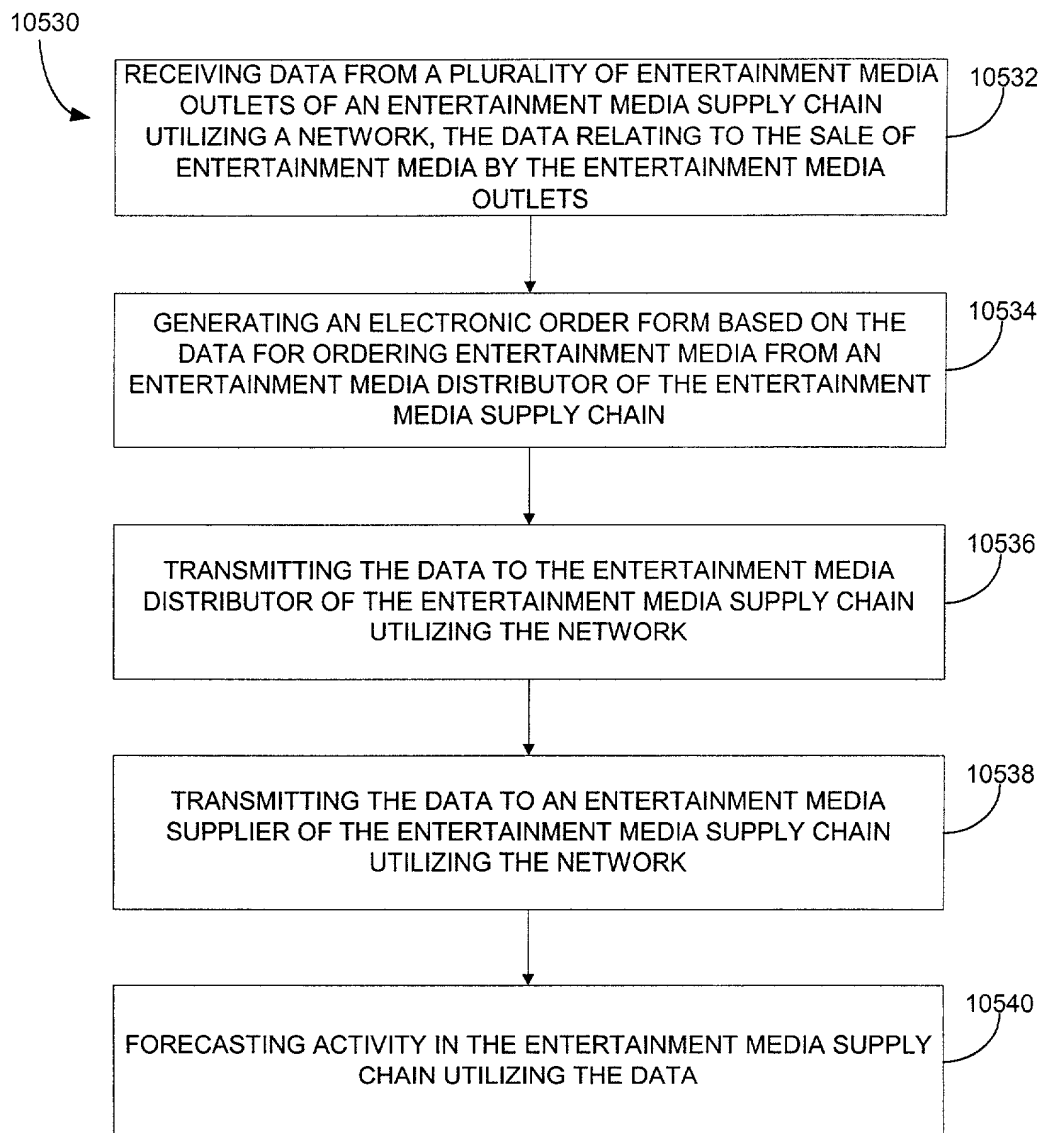 10530
RECEIVING DATA FROM A PLURALITY OF ENTERTAINMENT MEDIA
OUTLETS OF AN ENTERTAINMENT MEDIA SUPPLY CHAIN
UTILIZING A NETWORK, THE DATA RELATING TO THE SALE OF
ENTERTAINMENT MEDIA BY THE ENTERTAINMENT MEDIA
OUTLETS
10532
GENERATING AN ELECTRONIC ORDER FORM BASED ON THE
DATA FOR ORDERING ENTERTAINMENT MEDIA FROM AN
ENTERTAINMENT MEDIA DISTRIBUTOR OF THE ENTERTAINMENT
MEDIA SUPPLY CHAIN
10534
TRANSMITTING THE DATA TO THE ENTERTAINMENT MEDIA
DISTRIBUTOR OF THE ENTERTAINMENT MEDIA SUPPLY CHAIN
UTILIZING THE NETWORK
10536
TRANSMITTING THE DATA TO AN ENTERTAINMENT MEDIA
SUPPLIER OF THE ENTERTAINMENT MEDIA SUPPLY CHAIN
UTILIZING THE NETWORK
10538
FORECASTING ACTIVITY IN THE ENTERTAINMENT MEDIA SUPPLY
CHAIN UTILIZING THE DATA
10540